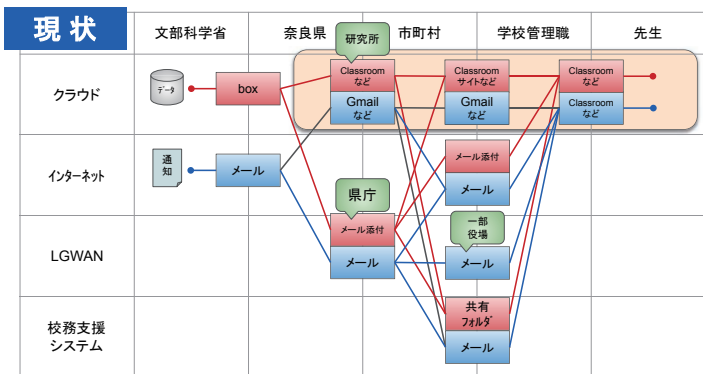 現状
文部科学省
奈良県
市町村
学校管理職
先生
研究所
クラウド
データ
box
Classroom
など
Gmail
など
Classroom
サイトなど
Gmail
など
Classroom
など
Classroom
など
インターネット
通
知
メール
メール添付
メール
県庁
LGWAN
メール添付
メール
一部
役場
メール
校務支援
システム
共有
フォルダ
メール